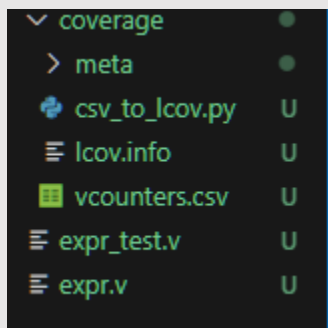 coverage
meta
csv_to_lcov.py U
lcov.info U
vcounters.csv U
expr_test.v U
expr.v U